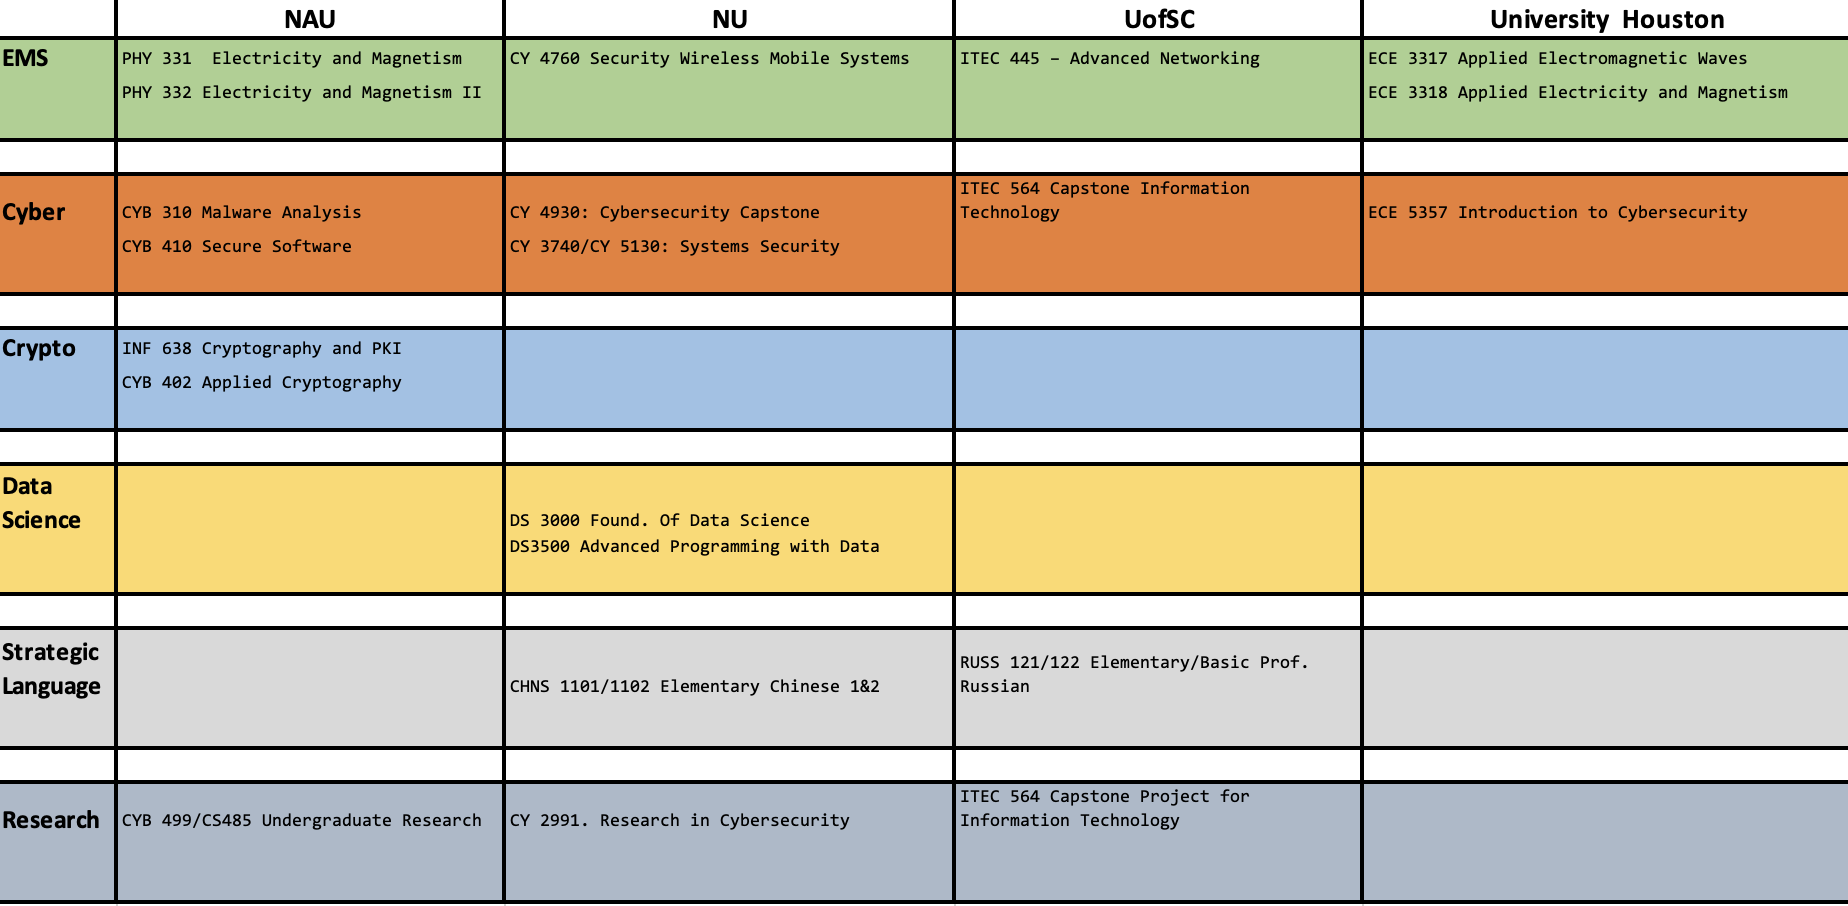 NAU NU UofSC University Houston
EMS
PHY 331  Electricity and Magnetism
PHY 332 Electricity and Magnetism II
CY 4760 Security Wireless Mobile Systems
ITEC 445 – Advanced Networking
ECE 3317 Applied Electromagnetic Waves
ECE 3318 Applied Electricity and Magnetism
Cyber
CYB 310 Malware Analysis
CYB 410 Secure Software
CY 4930: Cybersecurity Capstone
CY 3740/CY 5130: Systems Security
ITEC 564 Capstone Information
Technology
ECE 5357 Introduction to Cybersecurity
Crypto
INF 638 Cryptography and PKI
CYB 402 Applied Cryptography
Data
Science
DS 3000 Found. Of Data Science
DS3500 Advanced Programming with Data
Strategic
Language
CHNS 1101/1102 Elementary Chinese 1&2
RUSS 121/122 Elementary/Basic Prof.
Russian
Research
CYB 499/CS485 Undergraduate Research
CY 2991. Research in Cybersecurity
ITEC 564 Capstone Project for
Information Technology